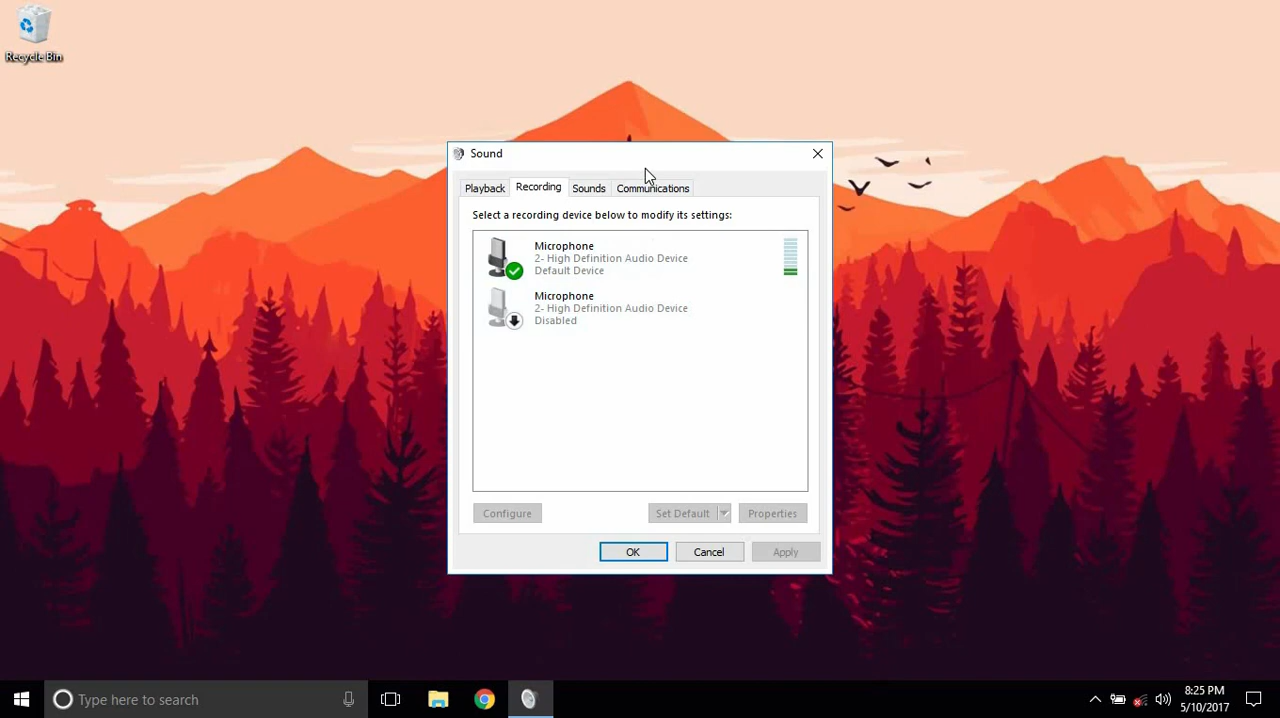 Recycle Bin
Sound
Playback Recording Sounds Communications
Select a recording device below to modify its settings:
Microphone
2- High Definition Audio Device
Default Device
Microphone
2- High Definition Audio Device
Disabled
Configure Set Default Properties
OK Cancel Apply
Type here to search
8:25 PM
5/10/2017